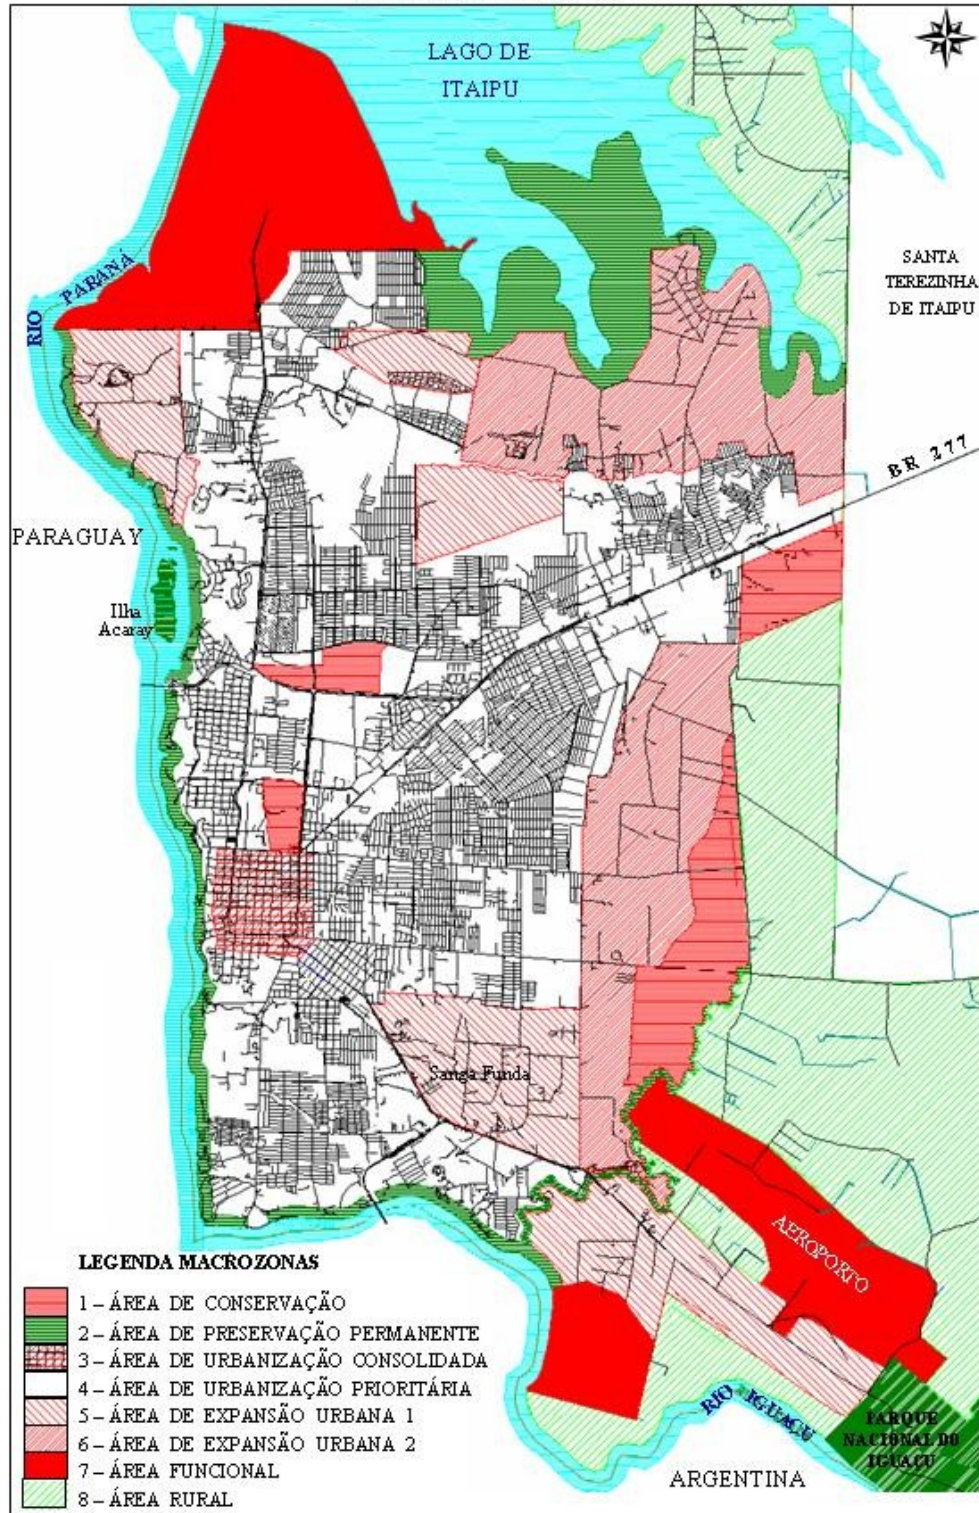 LAGO DE
ITAIPU
RIO PARANÁ
SANTA
TEREZINHA
DE ITAIPU
BR 277
PARAGUAY
Ilha
Acaray
Sanga Funda
AEROPORTO
LEGENDA MACROZONAS
1 – ÁREA DE CONSERVAÇÃO
2 – ÁREA DE PRESERVAÇÃO PERMANENTE
3 – ÁREA DE URBANIZAÇÃO CONSOLIDADA
4 – ÁREA DE URBANIZAÇÃO PRIORITÁRIA
5 – ÁREA DE EXPANSÃO URBANA 1
6 – ÁREA DE EXPANSÃO URBANA 2
7 – ÁREA FUNCIONAL
8 – ÁREA RURAL
RIO IGUAÇU
PARQUE
NACIONAL DO
IGUAÇU
ARGENTINA